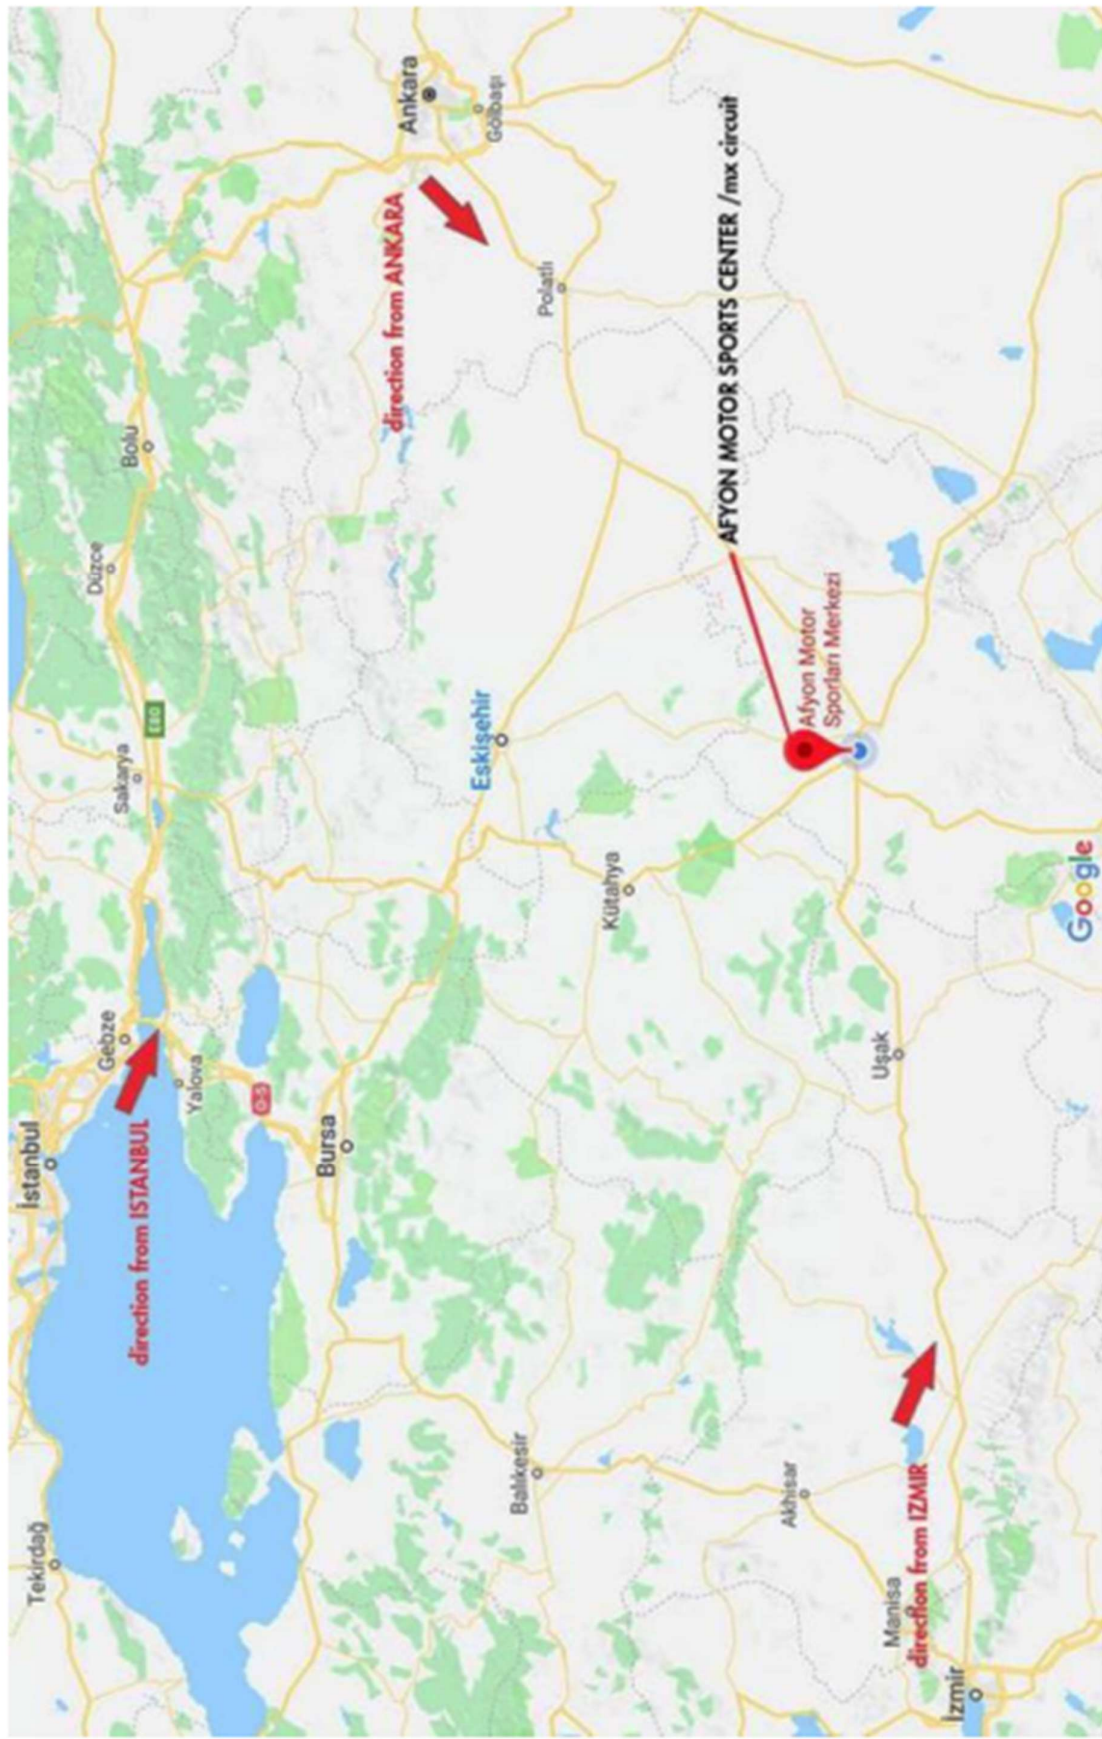 Tekirdağ
İstanbul
Gebze
Sakarya
Düzce
Bolu
E80
direction from ISTANBUL
Yalova
O-5
Bursa
direction from ANKARA
Ankara
Gölbaşı
Polatlı
Eskişehir
Balıkesir
Kütahya
AFYON MOTOR SPORTS CENTER /mx circuit
Afyon Motor
Sporları Merkezi
Akhisar
Uşak
Manisa
direction from IZMIR
İzmir
Google